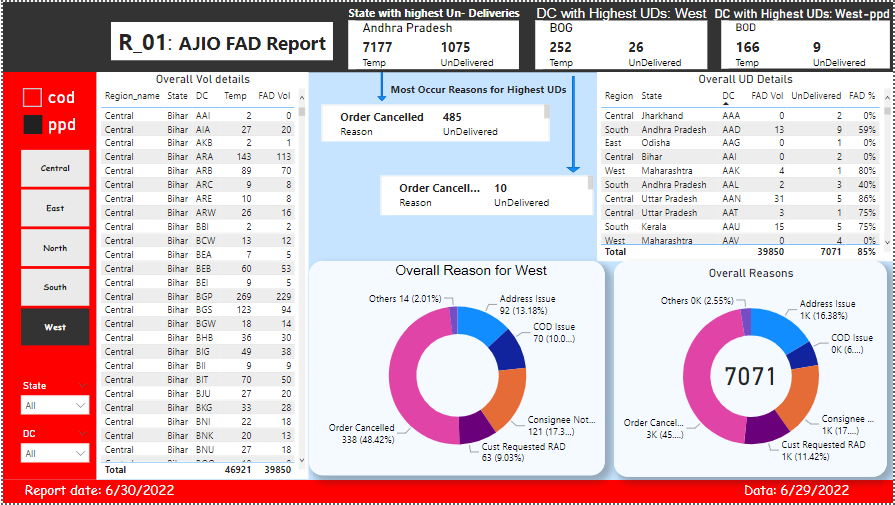 R_01: AJIO FAD Report
State with highest Un- Deliveries
Andhra Pradesh
7177 1075
Temp UnDelivered
DC with Highest UDs: West
BOG
252 26
Temp UnDelivered
DC with Highest UDs: West-ppd
BOD
166 9
Temp UnDelivered
cod
ppd
Central
East
North
South
West
State
All
DC
All
Overall Vol details
Region_name State DC Temp FAD Vol
Central Bihar AAI 2 0
Central Bihar AIA 27 20
Central Bihar AKB 2 1
Central Bihar ARA 143 113
Central Bihar ARB 89 70
Central Bihar ARC 9 8
Central Bihar ARE 10 8
Central Bihar ARW 26 16
Central Bihar BBI 2 2
Central Bihar BCW 13 12
Central Bihar BEA 7 5
Central Bihar BEB 60 53
Central Bihar BEI 9 5
Central Bihar BGP 269 229
Central Bihar BGS 123 94
Central Bihar BGW 18 14
Central Bihar BHB 36 30
Central Bihar BIG 49 38
Central Bihar BII 9 9
Central Bihar BIT 70 50
Central Bihar BJU 27 20
Central Bihar BKG 33 28
Central Bihar BNI 22 18
Central Bihar BNK 20 13
Central Bihar BNU 27 18
Total 46921 39850
Most Occur Reasons for Highest UDs
Order Cancelled 485
Reason UnDelivered
Order Cancell... 10
Reason UnDelivered
Overall UD Details
Region State DC FAD Vol UnDelivered FAD %
Central Jharkhand AAA 0 2 0%
South Andhra Pradesh AAD 13 9 59%
East Odisha AAG 0 1 0%
Central Bihar AAI 0 2 0%
West Maharashtra AAK 4 1 80%
South Andhra Pradesh AAL 2 3 40%
Central Uttar Pradesh AAN 31 5 86%
Central Uttar Pradesh AAT 3 1 75%
South Kerala AAU 15 5 75%
West Maharashtra AAV 0 4 0%
Total 39850 7071 85%
Overall Reason for West
Others 14 (2.01%)
Address Issue
92 (13.18%)
COD Issue
70 (10.0...)
Consignee Not...
121 (17.3...)
Cust Requested RAD
63 (9.03%)
Order Cancelled
338 (48.42%)
Overall Reasons
Others 0K (2.55%)
Address Issue
1K (16.38%)
COD Issue
0K (6....)
7071
Consignee ...
1K (17....)
Cust Requested RAD
1K (11.42%)
Order Cancel...
3K (45....)
Report date: 6/30/2022
Data: 6/29/2022